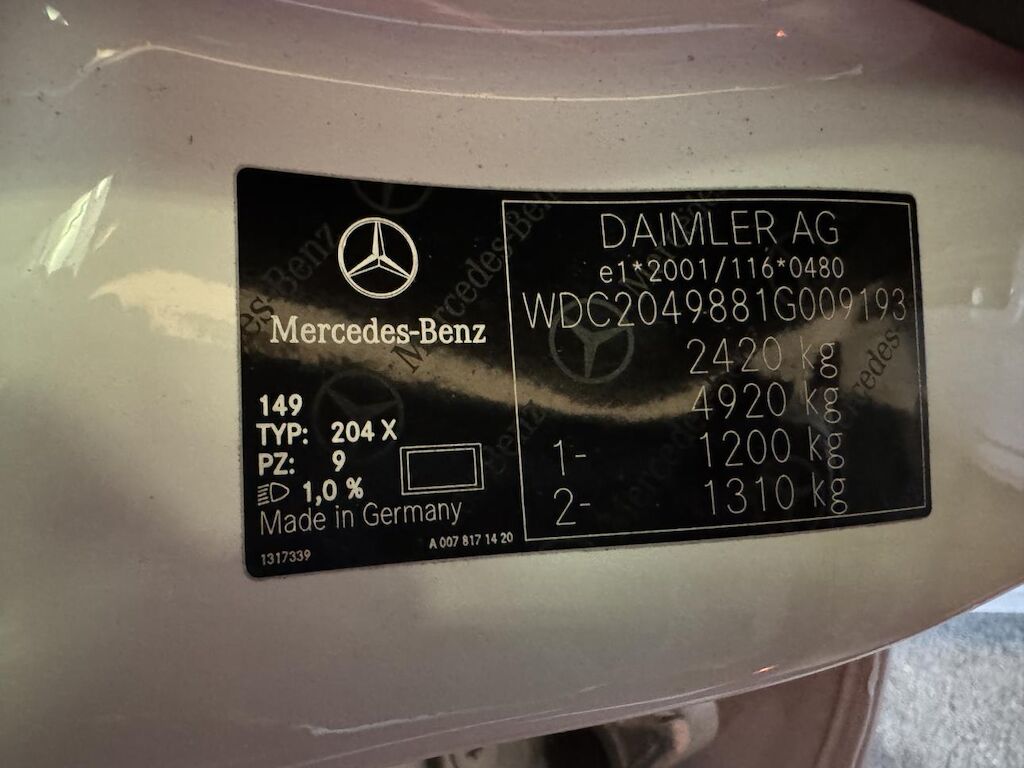 Mercedes-Benz
149
TYP: 204 X
PZ: 9
1,0 %
Made in Germany
1317339
A 007 817 14 20
DAIMLER AG
e1*2001/116*0480
WDC2049881G009193
2420 kg
4920 kg
1- 1200 kg
2- 1310 kg